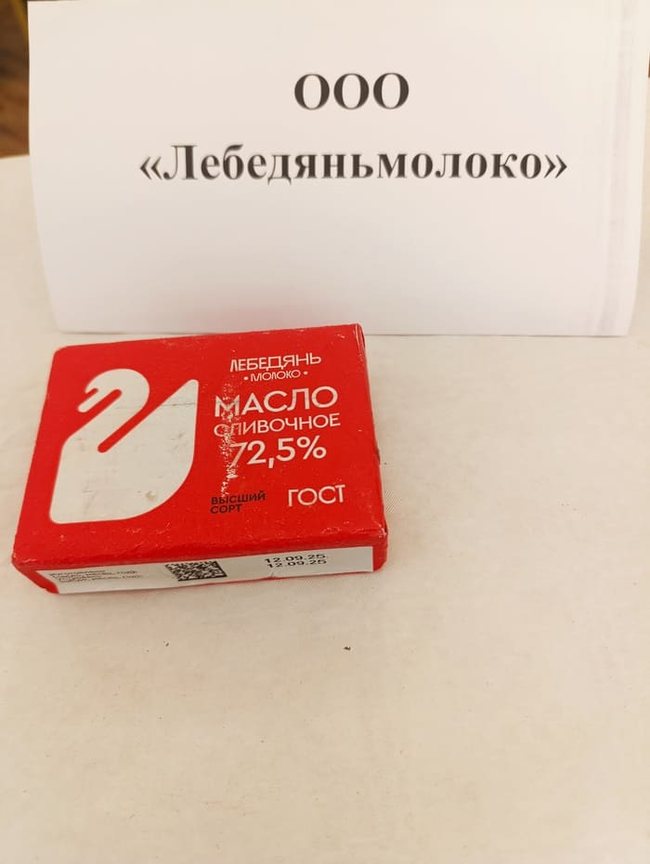 ООО
«Лебедяньмолоко»
ЛЕБЕДЯНЬ
• МОЛОКО •
МАСЛО
СЛИВОЧНОЕ
72,5%
ВЫСШИЙ
СОРТ
ГОСТ
12.09.25
12.09.25